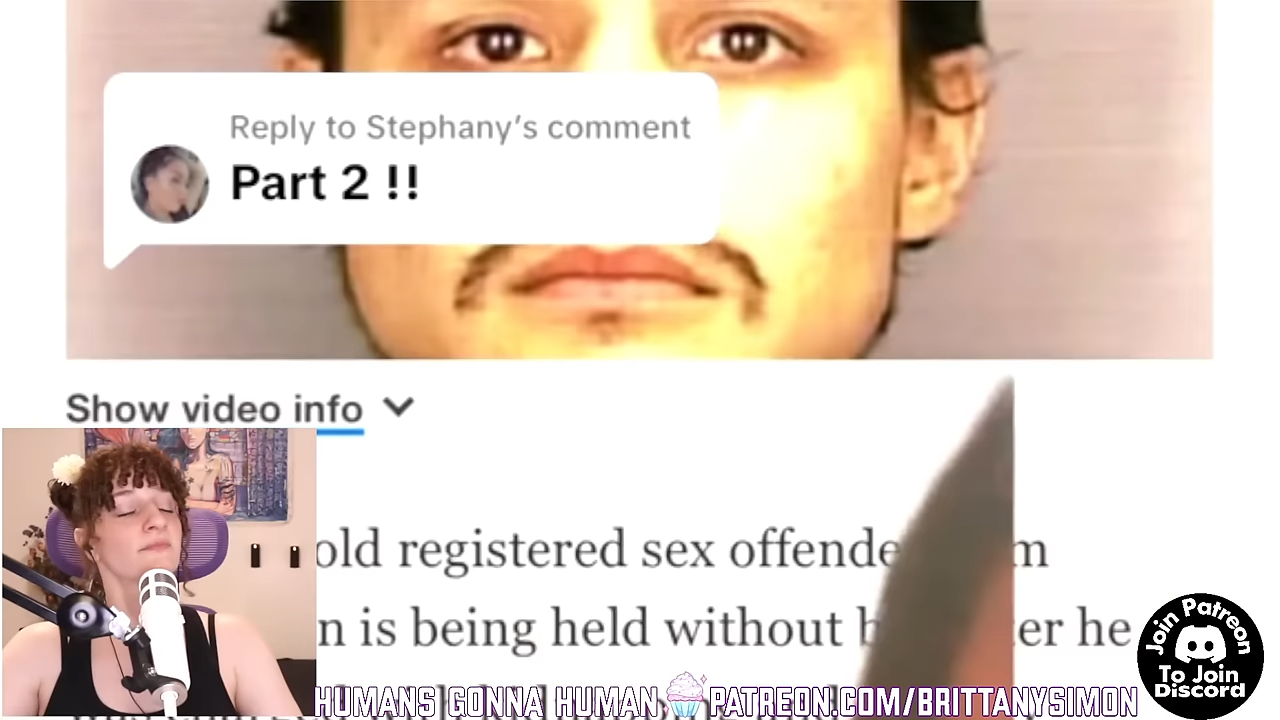 Reply to Stephany's comment
Part 2 !!
Show video info
old registered sex
n is being held without
er he
HUMANS GONNA HUMAN PATREON.COM/BRITTANYSIMON
Join Patreon
To Join
Discord